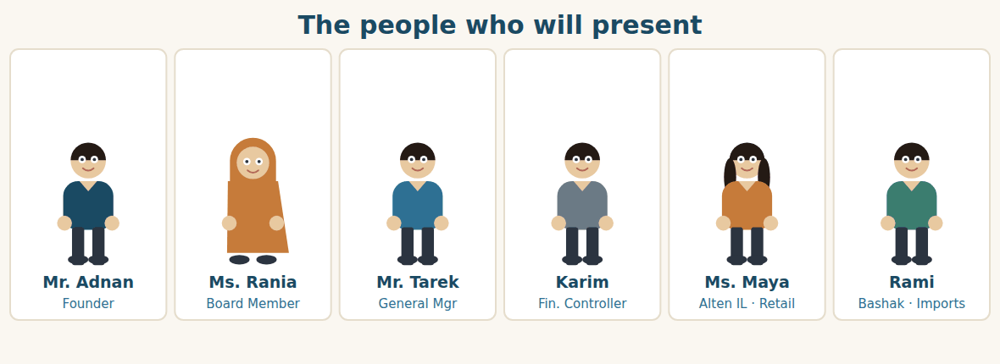 The people who will present
Mr. Adnan
Founder
Ms. Rania
Board Member
Mr. Tarek
General Mgr
Karim
Fin. Controller
Ms. Maya
Alten IL · Retail
Rami
Bashak · Imports